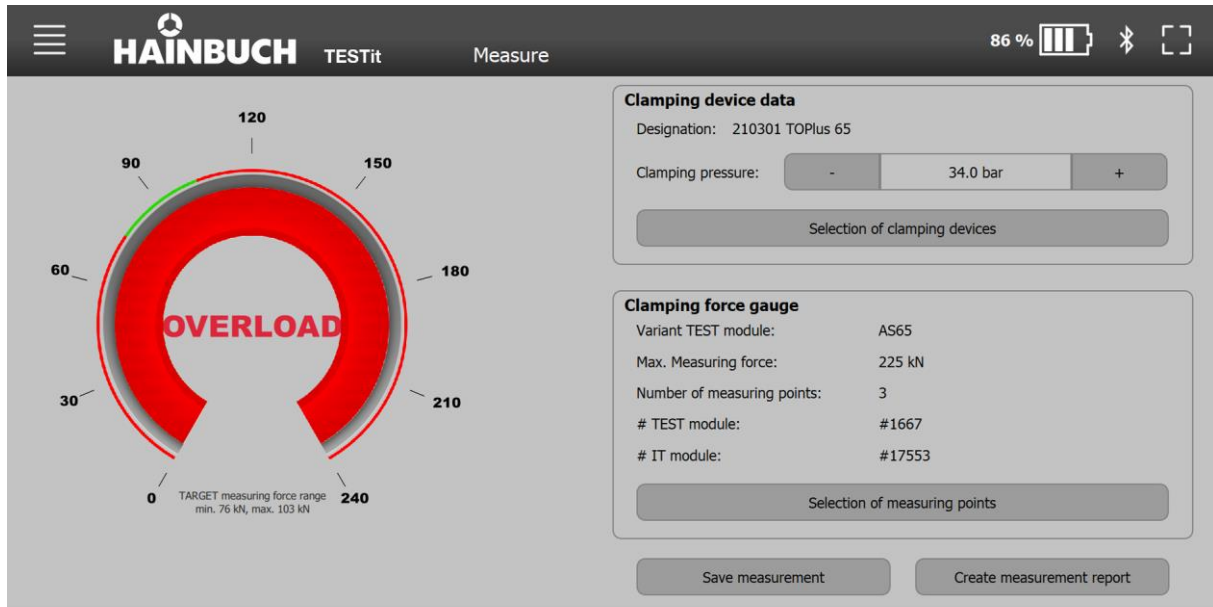 HAINBUCH TESTit Measure 86 %
120
90
150
60
180
OVERLOAD
30
210
0
240
TARGET measuring force range
min. 76 kN, max. 103 kN
Clamping device data
Designation: 210301 TOPlus 65
Clamping pressure: - 34.0 bar +
Selection of clamping devices
Clamping force gauge
Variant TEST module: AS65
Max. Measuring force: 225 kN
Number of measuring points: 3
# TEST module: #1667
# IT module: #17553
Selection of measuring points
Save measurement
Create measurement report